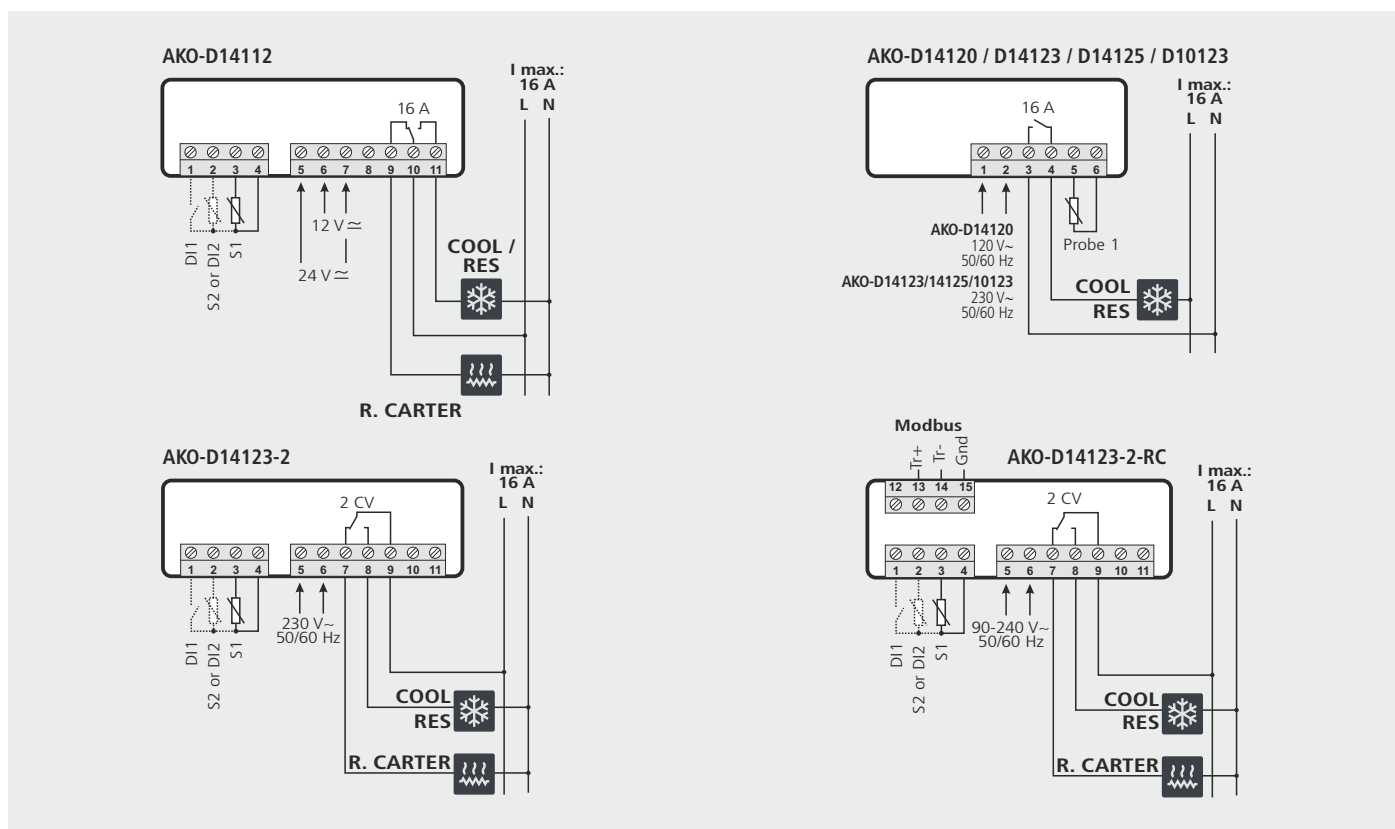 AKO-D14112
I max.:
16 A
L N
16 A
1 2 3 4 5 6 7 8 9 10 11
DI1
S2 or DI2
S1
12 V ≃
24 V ≃
COOL /
RES
R. CARTER
AKO-D14120 / D14123 / D14125 / D10123
I max.:
16 A
L N
16 A
1 2 3 4 5 6
AKO-D14120
120 V~
50/60 Hz
AKO-D14123/14125/10123
230 V~
50/60 Hz
Probe 1
COOL
RES
AKO-D14123-2
I max.:
16 A
L N
2 CV
1 2 3 4 5 6 7 8 9 10 11
DI1
S2 or DI2
S1
230 V~
50/60 Hz
COOL
RES
R. CARTER
Modbus
Tr+
Tr-
Gnd
AKO-D14123-2-RC
I max.:
16 A
L N
12 13 14 15
2 CV
1 2 3 4 5 6 7 8 9 10 11
DI1
S2 or DI2
S1
90-240 V~
50/60 Hz
COOL
RES
R. CARTER